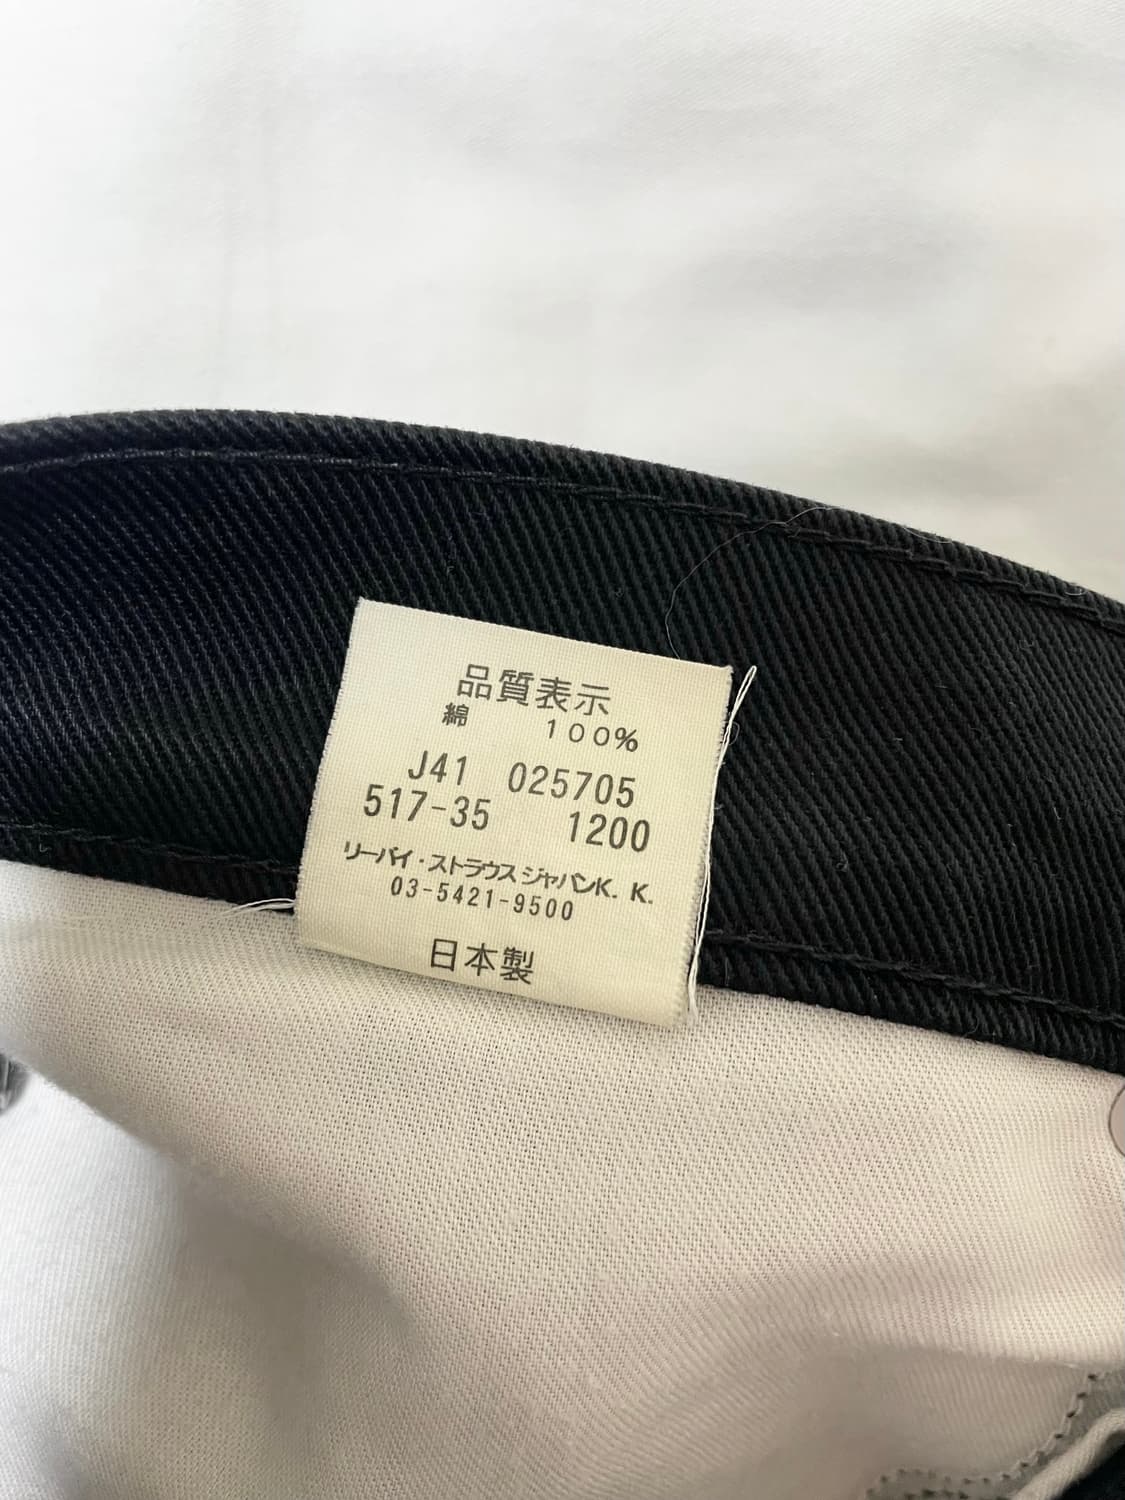 品質表示
綿 100%
J41 025705
517-35 1200
リーバイ・ストラウス ジャパンK.K.
03-5421-9500
日本製